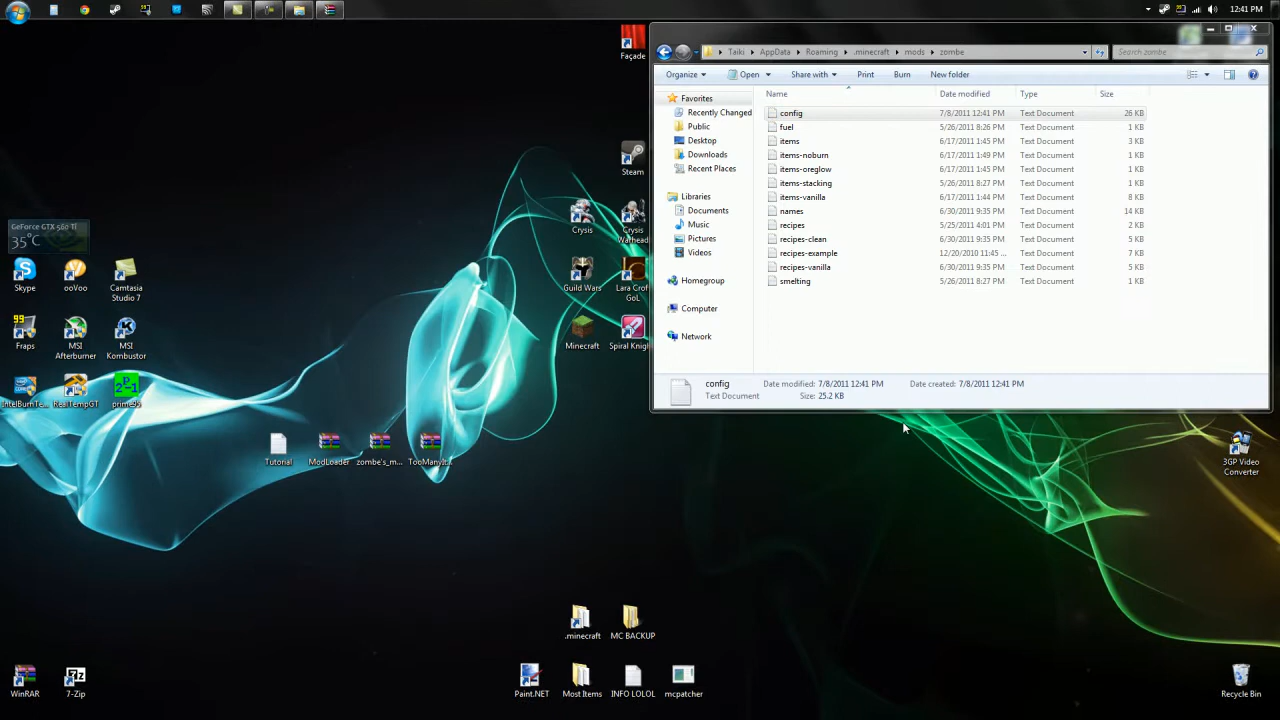 12:41 PM
Taiki
AppData
Roaming
.minecraft
mods
zombe
Search zombe
Organize
Open
Share with
Print
Burn
New folder
Favorites
Recently Changed
Public
Desktop
Downloads
Recent Places
Libraries
Documents
Music
Pictures
Videos
Homegroup
Computer
Network
Name Date modified Type Size
config 7/8/2011 12:41 PM Text Document 26 KB
fuel 5/26/2011 8:26 PM Text Document 1 KB
items 6/17/2011 1:45 PM Text Document 3 KB
items-noburn 6/17/2011 1:49 PM Text Document 1 KB
items-oreglow 6/17/2011 1:45 PM Text Document 1 KB
items-stacking 5/26/2011 8:27 PM Text Document 1 KB
items-vanilla 6/17/2011 1:44 PM Text Document 8 KB
names 6/30/2011 9:35 PM Text Document 14 KB
recipes 5/25/2011 4:01 PM Text Document 2 KB
recipes-clean 6/30/2011 9:35 PM Text Document 5 KB
recipes-example 12/20/2010 11:45 ... Text Document 7 KB
recipes-vanilla 6/30/2011 9:35 PM Text Document 5 KB
smelting 5/26/2011 8:27 PM Text Document 1 KB
config Date modified: 7/8/2011 12:41 PM Date created: 7/8/2011 12:41 PM
Text Document Size: 25.2 KB
Façade
Steam
Crysis
Crysis
Warhead
Guild Wars
Lara Crof
GoL
Minecraft
Spiral Knigh
GeForce GTX 560 Ti
35°C
Skype
ooVoo
Camtasia
Studio 7
99
Fraps
MSI
Afterburner
MSI
Kombustor
IntelBurnTe...
RealTempGT
prime95
Tutorial
ModLoader
zombe's_m...
TooManyIt...
3GP Video
Converter
.minecraft
MC BACKUP
WinRAR
7-Zip
Paint.NET
Most Items
INFO LOLOL
mcpatcher
Recycle Bin